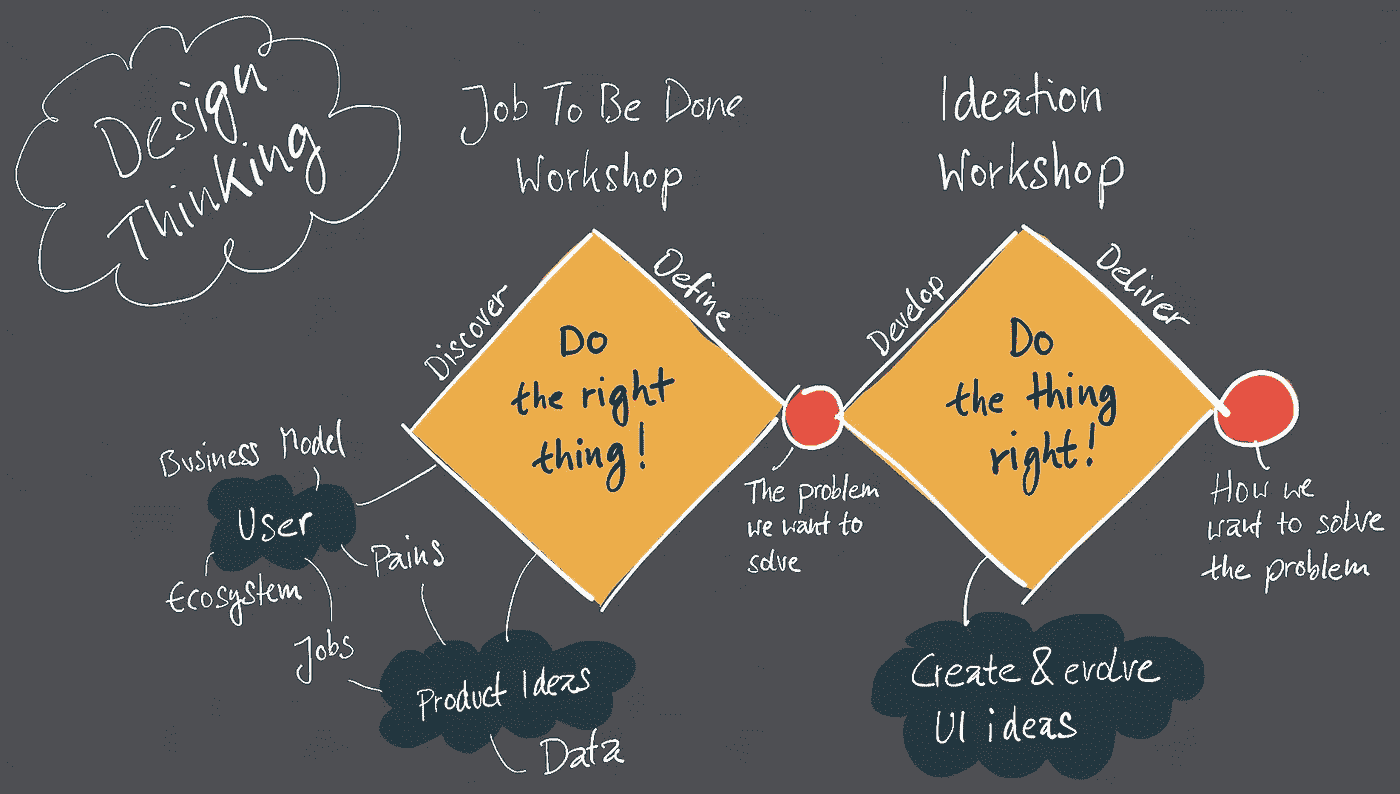 Design
Thinking
Job To Be Done
Workshop
Ideation
Workshop
Discover
Define
Do
the right
thing!
Develop
Deliver
Do
the thing
right!
Business Model
User
Ecosystem
Pains
Jobs
Product Ideas
Data
The problem
we want to
solve
How we
want to solve
the problem
Create & evolve
UI ideas